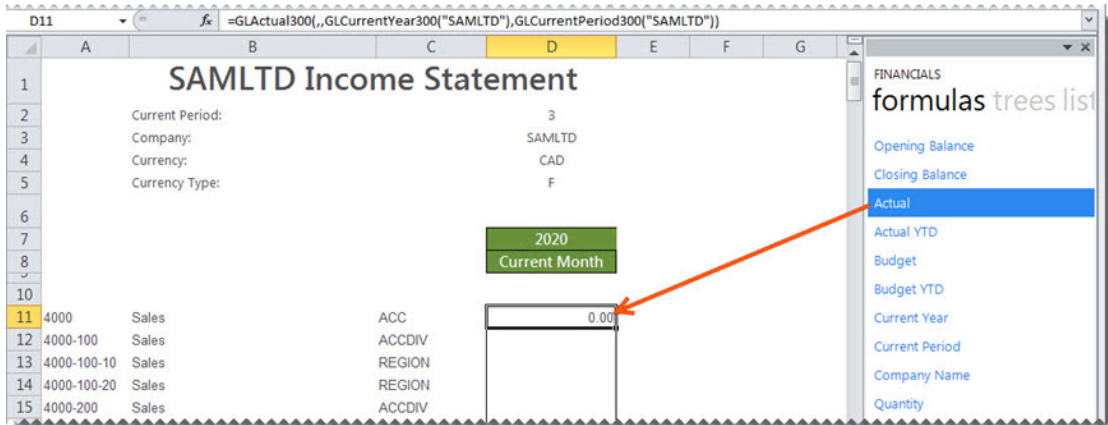 D11 fx =GLActual300(,,GLCurrentYear300("SAMLTD"),GLCurrentPeriod300("SAMLTD"))
A B C D E F G
1 SAMLTD Income Statement
2 Current Period: 3
3 Company: SAMLTD
4 Currency: CAD
5 Currency Type: F
6
7 2020
8 Current Month
10
11 4000 Sales ACC 0.00
12 4000-100 Sales ACCDIV
13 4000-100-10 Sales REGION
14 4000-100-20 Sales REGION
15 4000-200 Sales ACCDIV
FINANCIALS
formulas trees list
Opening Balance
Closing Balance
Actual
Actual YTD
Budget
Budget YTD
Current Year
Current Period
Company Name
Quantity